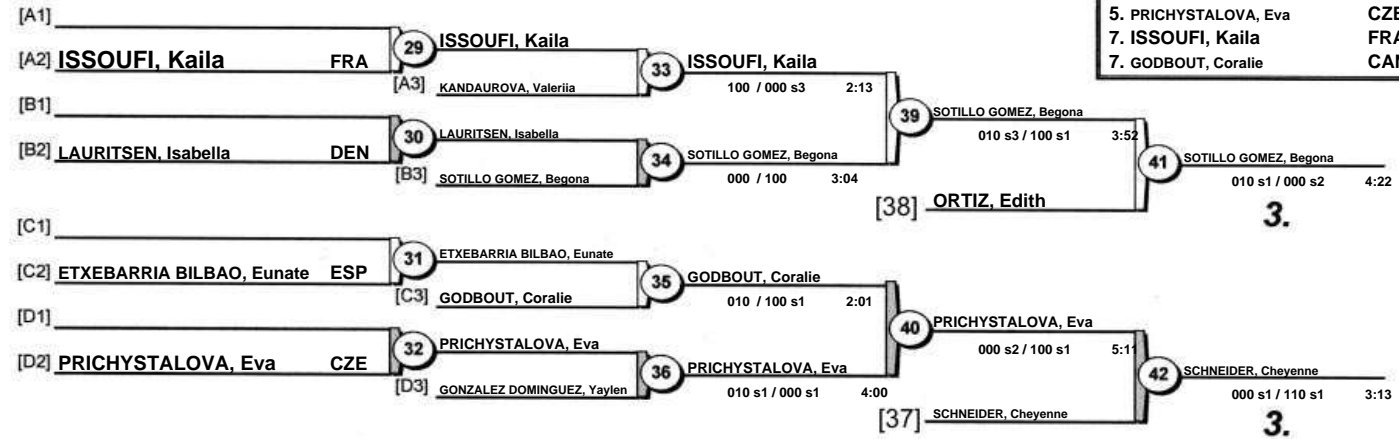 5. PRICHYSTALOVA, Eva CZE
7. ISSOUFI, Kaila FRA
7. GODBOUT, Coralie CAN
[A1]
[A2] ISSOUFI, Kaila FRA
29
ISSOUFI, Kaila
[A3] KANDAUROVA, Valeriia
33
ISSOUFI, Kaila
100 / 000 s3 2:13
[B1]
[B2] LAURITSEN, Isabella DEN
30
LAURITSEN, Isabella
[B3] SOTILLO GOMEZ, Begona
34
SOTILLO GOMEZ, Begona
000 / 100 3:04
39
SOTILLO GOMEZ, Begona
010 s3 / 100 s1 3:52
[38] ORTIZ, Edith
41
SOTILLO GOMEZ, Begona
010 s1 / 000 s2 4:22
3.
[C1]
[C2] ETXEBARRIA BILBAO, Eunate ESP
31
ETXEBARRIA BILBAO, Eunate
[C3] GODBOUT, Coralie
35
GODBOUT, Coralie
010 / 100 s1 2:01
[D1]
[D2] PRICHYSTALOVA, Eva CZE
32
PRICHYSTALOVA, Eva
[D3] GONZALEZ DOMINGUEZ, Yaylen
36
PRICHYSTALOVA, Eva
010 s1 / 000 s1 4:00
40
PRICHYSTALOVA, Eva
000 s2 / 100 s1 5:11
[37] SCHNEIDER, Cheyenne
42
SCHNEIDER, Cheyenne
000 s1 / 110 s1 3:13
3.